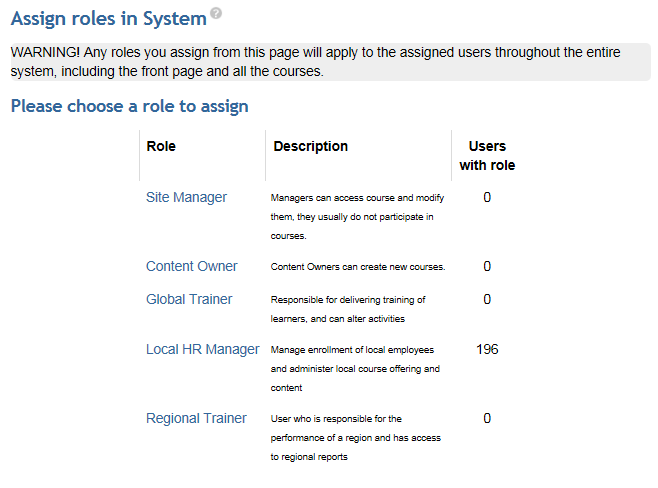 Assign roles in System
WARNING! Any roles you assign from this page will apply to the assigned users throughout the entire
system, including the front page and all the courses.
Please choose a role to assign
Role Description Users
with role
Site Manager Managers can access course and modify 0
them, they usually do not participate in
courses.
Content Owner Content Owners can create new courses. 0
Global Trainer Responsible for delivering training of 0
learners, and can alter activities
Local HR Manager Manage enrollment of local employees 196
and administer local course offering and
content
Regional Trainer User who is responsible for the 0
performance of a region and has access
to regional reports